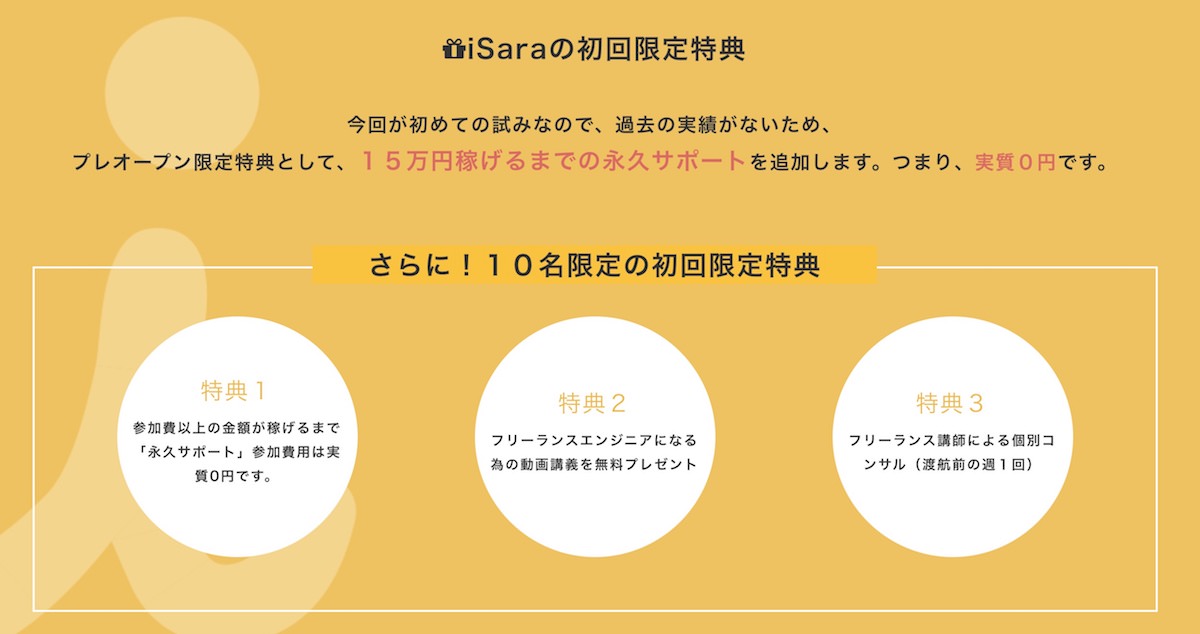 iSaraの初回限定特典
今回が初めての試みなので、過去の実績がないため、
プレオープン限定特典として、１５万円稼げるまでの永久サポートを追加します。つまり、実質０円です。
さらに！１０名限定の初回限定特典
特典１
参加費以上の金額が稼げるまで
「永久サポート」参加費用は実
質0円です。
特典２
フリーランスエンジニアになる
為の動画講義を無料プレゼント
特典３
フリーランス講師による個別コ
ンサル（渡航前の週１回）